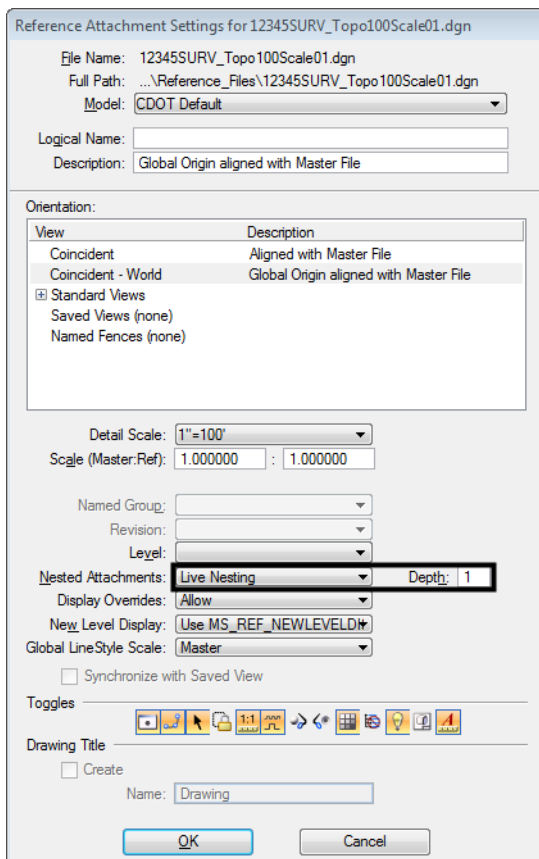 Reference Attachment Settings for 12345SURV_Topo100Scale01.dgn
File Name: 12345SURV_Topo100Scale01.dgn
Full Path: ...\Reference_Files\12345SURV_Topo100Scale01.dgn
Model: CDOT Default
Logical Name:
Description: Global Origin aligned with Master File
Orientation:
View Description
Coincident Aligned with Master File
Coincident - World Global Origin aligned with Master File
Standard Views
Saved Views (none)
Named Fences (none)
Detail Scale: 1"=100'
Scale (Master:Ref): 1.000000 : 1.000000
Named Group:
Revision:
Level:
Nested Attachments: Live Nesting Depth: 1
Display Overrides: Allow
New Level Display: Use MS_REF_NEWLEVELDI
Global LineStyle Scale: Master
Synchronize with Saved View
Toggles
1:1 A
Drawing Title
Create
Name: Drawing
OK Cancel